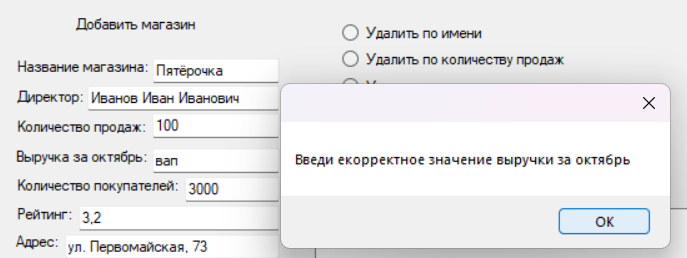 Добавить магазин
Название магазина: Пятёрочка
Директор: Иванов Иван Иванович
Количество продаж: 100
Выручка за октябрь: вап
Количество покупателей: 3000
Рейтинг: 3,2
Адрес: ул. Первомайская, 73
Удалить по имени
Удалить по количеству продаж
Введи екорректное значение выручки за октябрь
OK